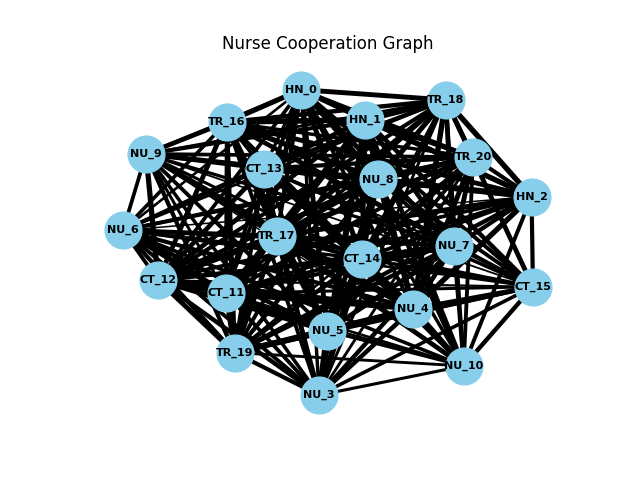 Nurse Cooperation Graph
HN_0
TR_18
HN_1
TR_16
NU_9
TR_20
CT_13
NU_8
HN_2
NU_6
TR_17
NU_7
CT_14
CT_12
CT_15
CT_11
NU_4
NU_5
TR_19
NU_10
NU_3